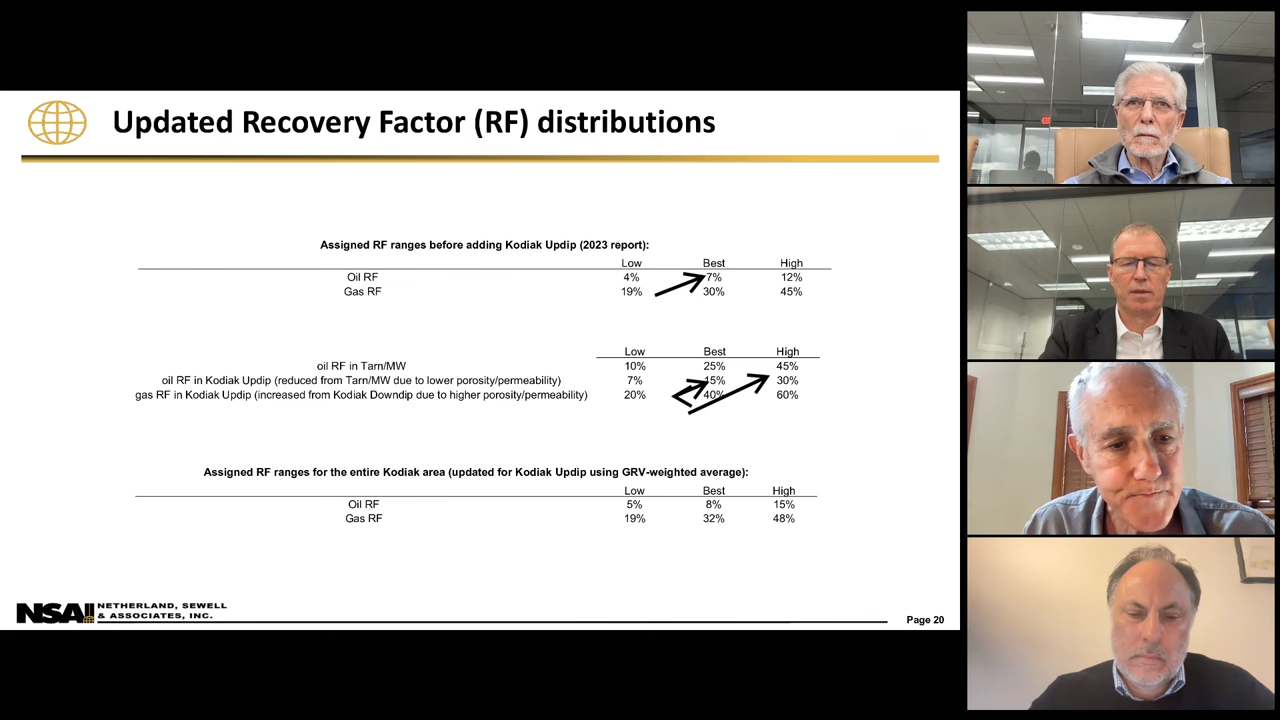 Updated Recovery Factor (RF) distributions
Assigned RF ranges before adding Kodiak Updip (2023 report):
Low Best High
Oil RF 4% 7% 12%
Gas RF 19% 30% 45%
Low Best High
oil RF in Tarn/MW 10% 25% 45%
oil RF in Kodiak Updip (reduced from Tarn/MW due to lower porosity/permeability) 7% 15% 30%
gas RF in Kodiak Updip (increased from Kodiak Downdip due to higher porosity/permeability) 20% 40% 60%
Assigned RF ranges for the entire Kodiak area (updated for Kodiak Updip using GRV-weighted average):
Low Best High
Oil RF 5% 8% 15%
Gas RF 19% 32% 48%
NSAI NETHERLAND, SEWELL
& ASSOCIATES, INC.
Page 20